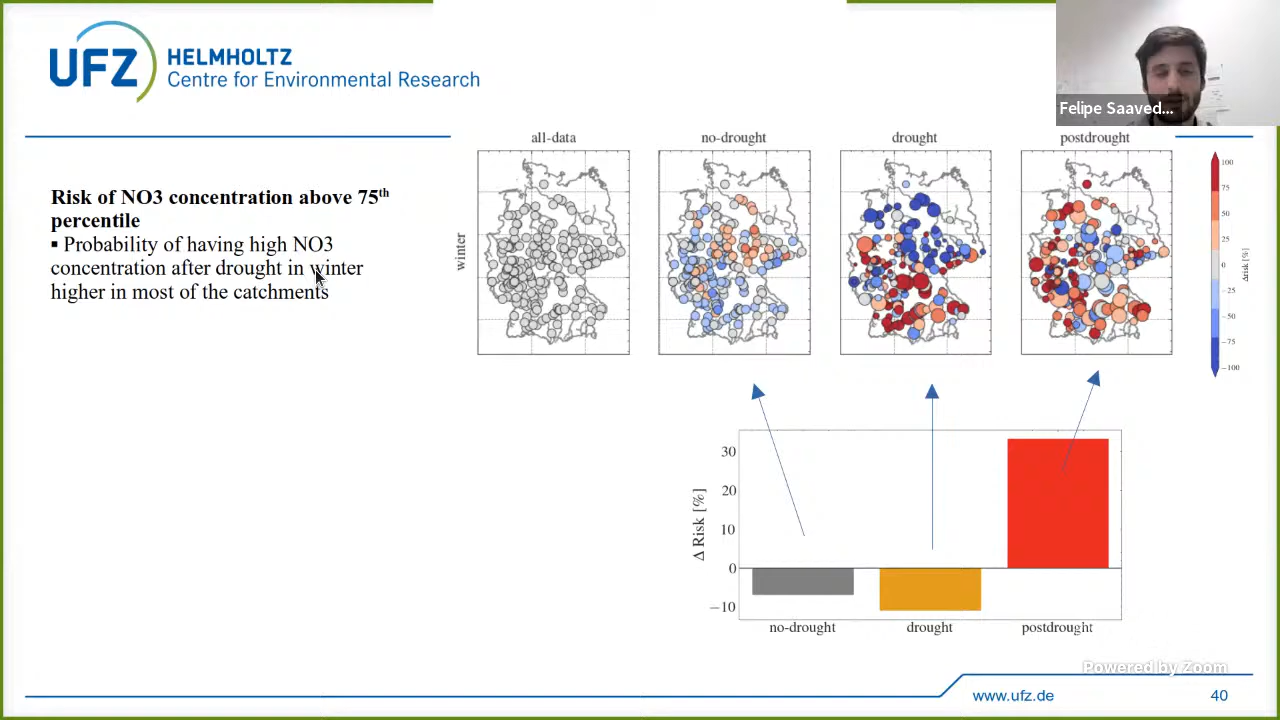 UFZ HELMHOLTZ
Centre for Environmental Research
Felipe Saaved...
Risk of NO3 concentration above 75th
percentile
▪ Probability of having high NO3
concentration after drought in winter
higher in most of the catchments
all-data no-drought drought postdrought
winter
100
75
50
25
0
−25
−50
−75
−100
Δrisk [%]
Δ Risk [%]
30
20
10
0
−10
no-drought drought postdrought
Powered by Zoom
www.ufz.de 40